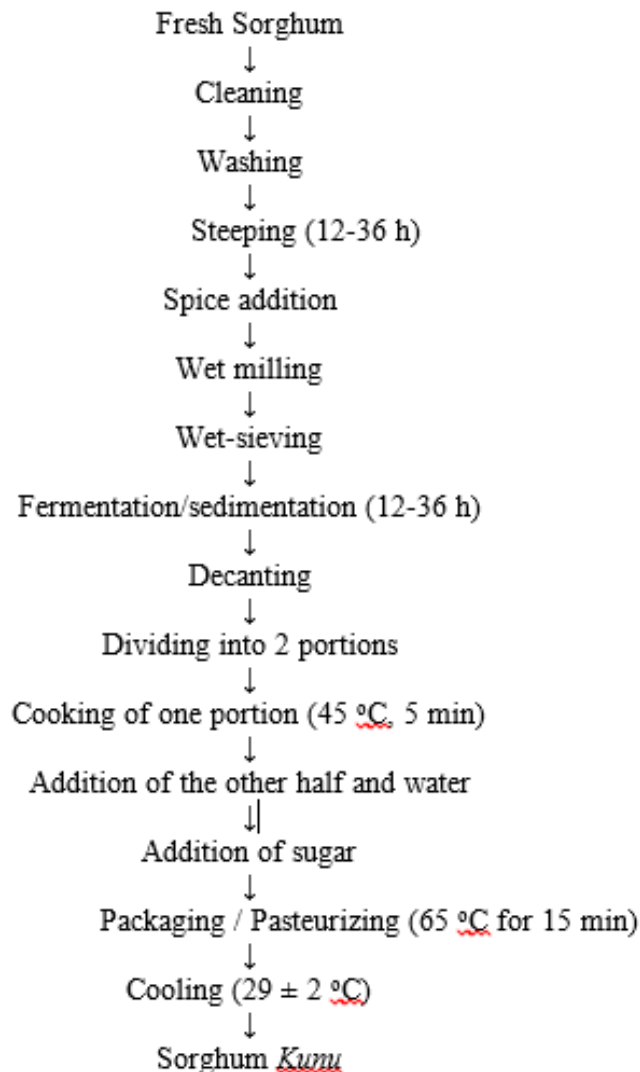 Fresh Sorghum
↓
Cleaning
↓
Washing
↓
Steeping (12-36 h)
↓
Spice addition
↓
Wet milling
↓
Wet-sieving
↓
Fermentation/sedimentation (12-36 h)
↓
Decanting
↓
Dividing into 2 portions
↓
Cooking of one portion (45 ºC, 5 min)
↓
Addition of the other half and water
↓
Addition of sugar
↓
Packaging / Pasteurizing (65 ºC for 15 min)
↓
Cooling (29 ± 2 ºC)
↓
Sorghum Kunu